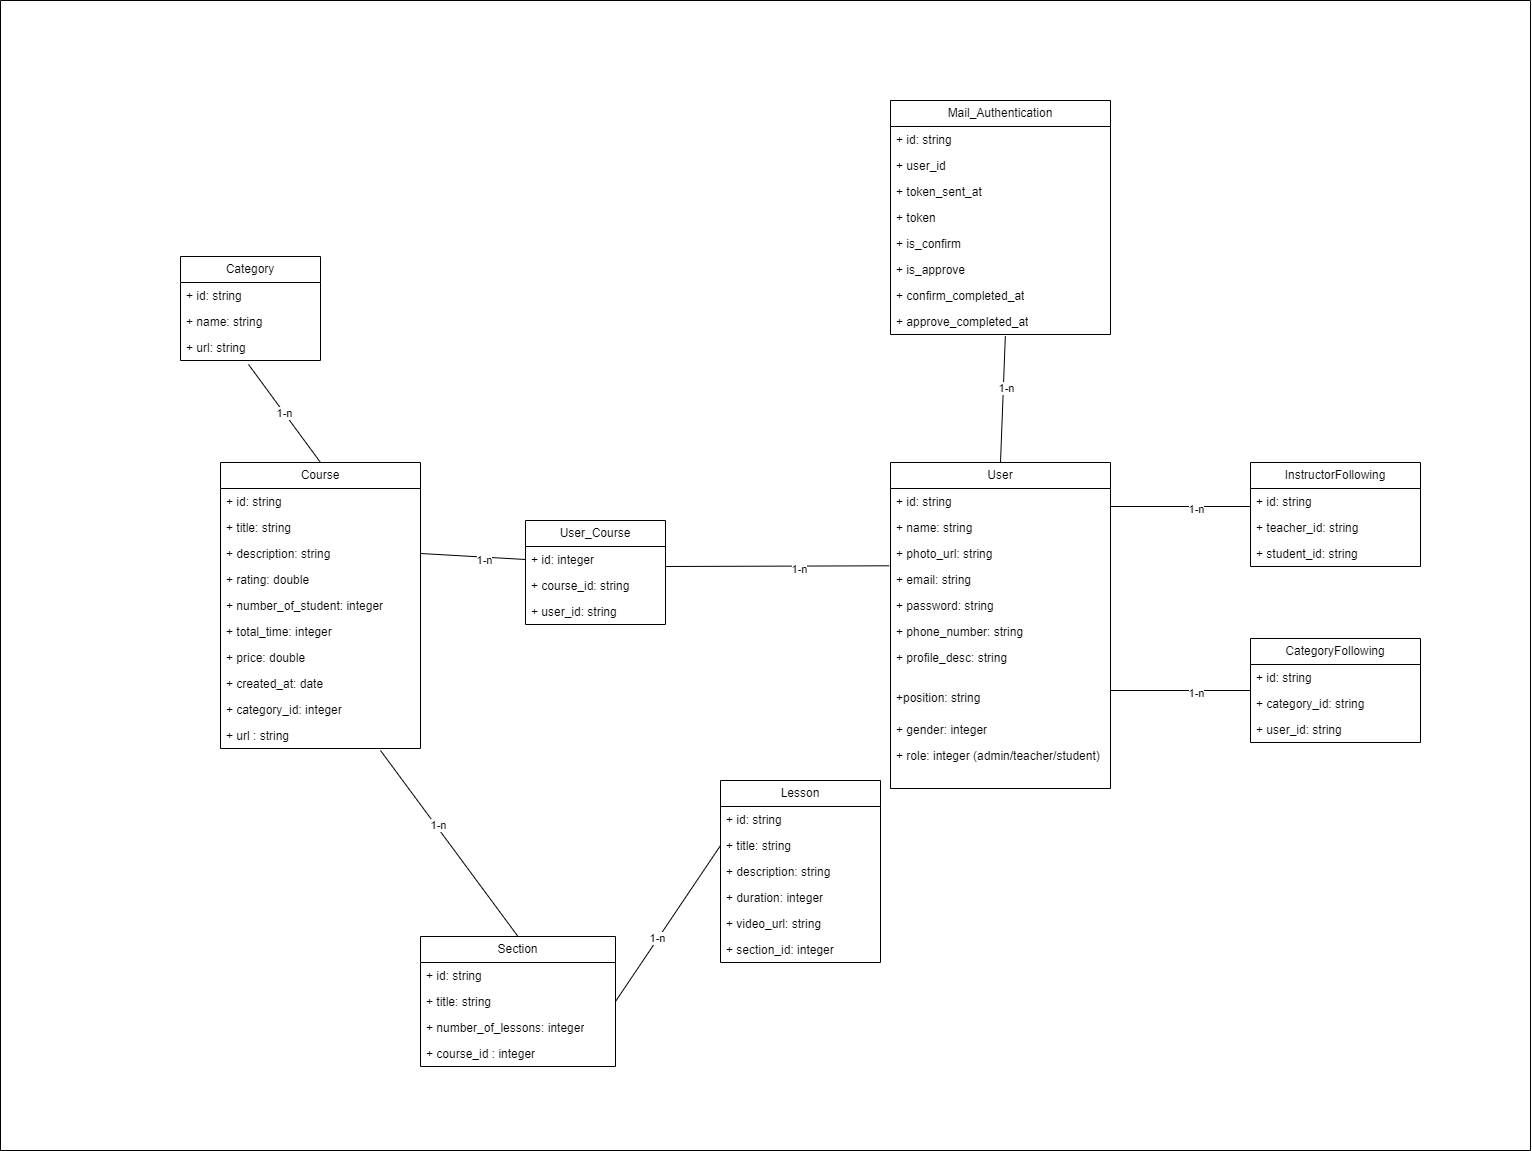 Mail_Authentication
+ id: string
+ user_id
+ token_sent_at
+ token
+ is_confirm
+ is_approve
+ confirm_completed_at
+ approve_completed_at
Category
+ id: string
+ name: string
+ url: string
1-n
1-n
Course
+ id: string
+ title: string
+ description: string
+ rating: double
+ number_of_student: integer
+ total_time: integer
+ price: double
+ created_at: date
+ category_id: integer
+ url : string
1-n
User_Course
+ id: integer
+ course_id: string
+ user_id: string
1-n
User
+ id: string
+ name: string
+ photo_url: string
+ email: string
+ password: string
+ phone_number: string
+ profile_desc: string
+position: string
+ gender: integer
+ role: integer (admin/teacher/student)
1-n
InstructorFollowing
+ id: string
+ teacher_id: string
+ student_id: string
1-n
CategoryFollowing
+ id: string
+ category_id: string
+ user_id: string
1-n
Lesson
+ id: string
+ title: string
+ description: string
+ duration: integer
+ video_url: string
+ section_id: integer
1-n
Section
+ id: string
+ title: string
+ number_of_lessons: integer
+ course_id : integer